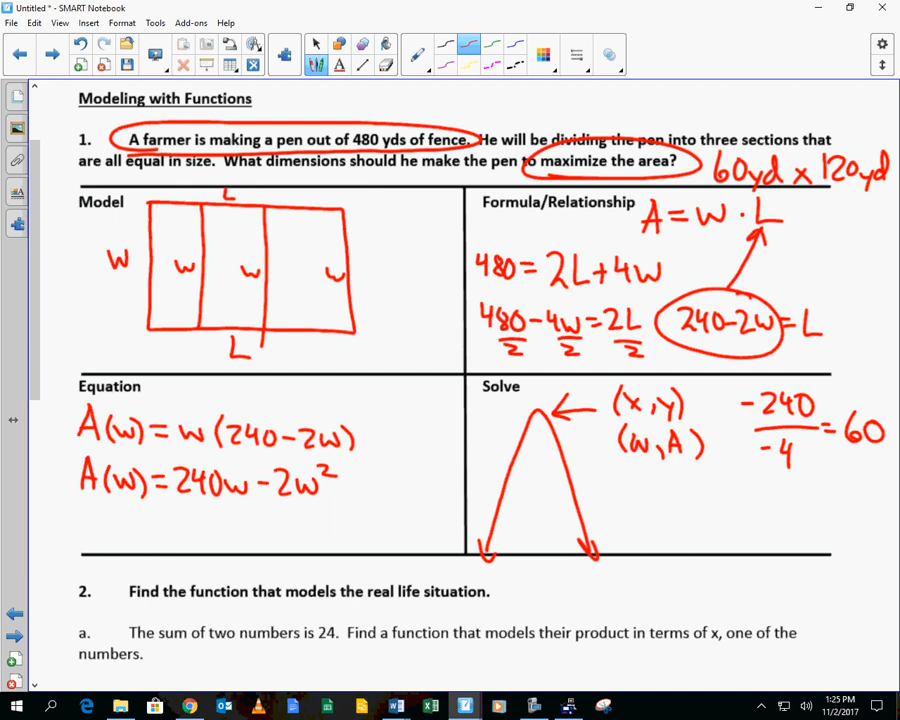 Untitled * - SMART Notebook
File Edit View Insert Format Tools Add-ons Help
Modeling with Functions
1. A farmer is making a pen out of 480 yds of fence. He will be dividing the pen into three sections that
are all equal in size. What dimensions should he make the pen to maximize the area?
60yd x 120yd
Model
L
W W W W
L
Formula/Relationship
A = W · L
480 = 2L + 4W
480 - 4W = 2L
2 2 2
240 - 2W = L
Equation
A(w) = w(240 - 2w)
A(w) = 240w - 2w²
Solve
(x, y)
(w, A)
-240
-4
= 60
2. Find the function that models the real life situation.
a. The sum of two numbers is 24. Find a function that models their product in terms of x, one of the
numbers.
1:25 PM
11/2/2017